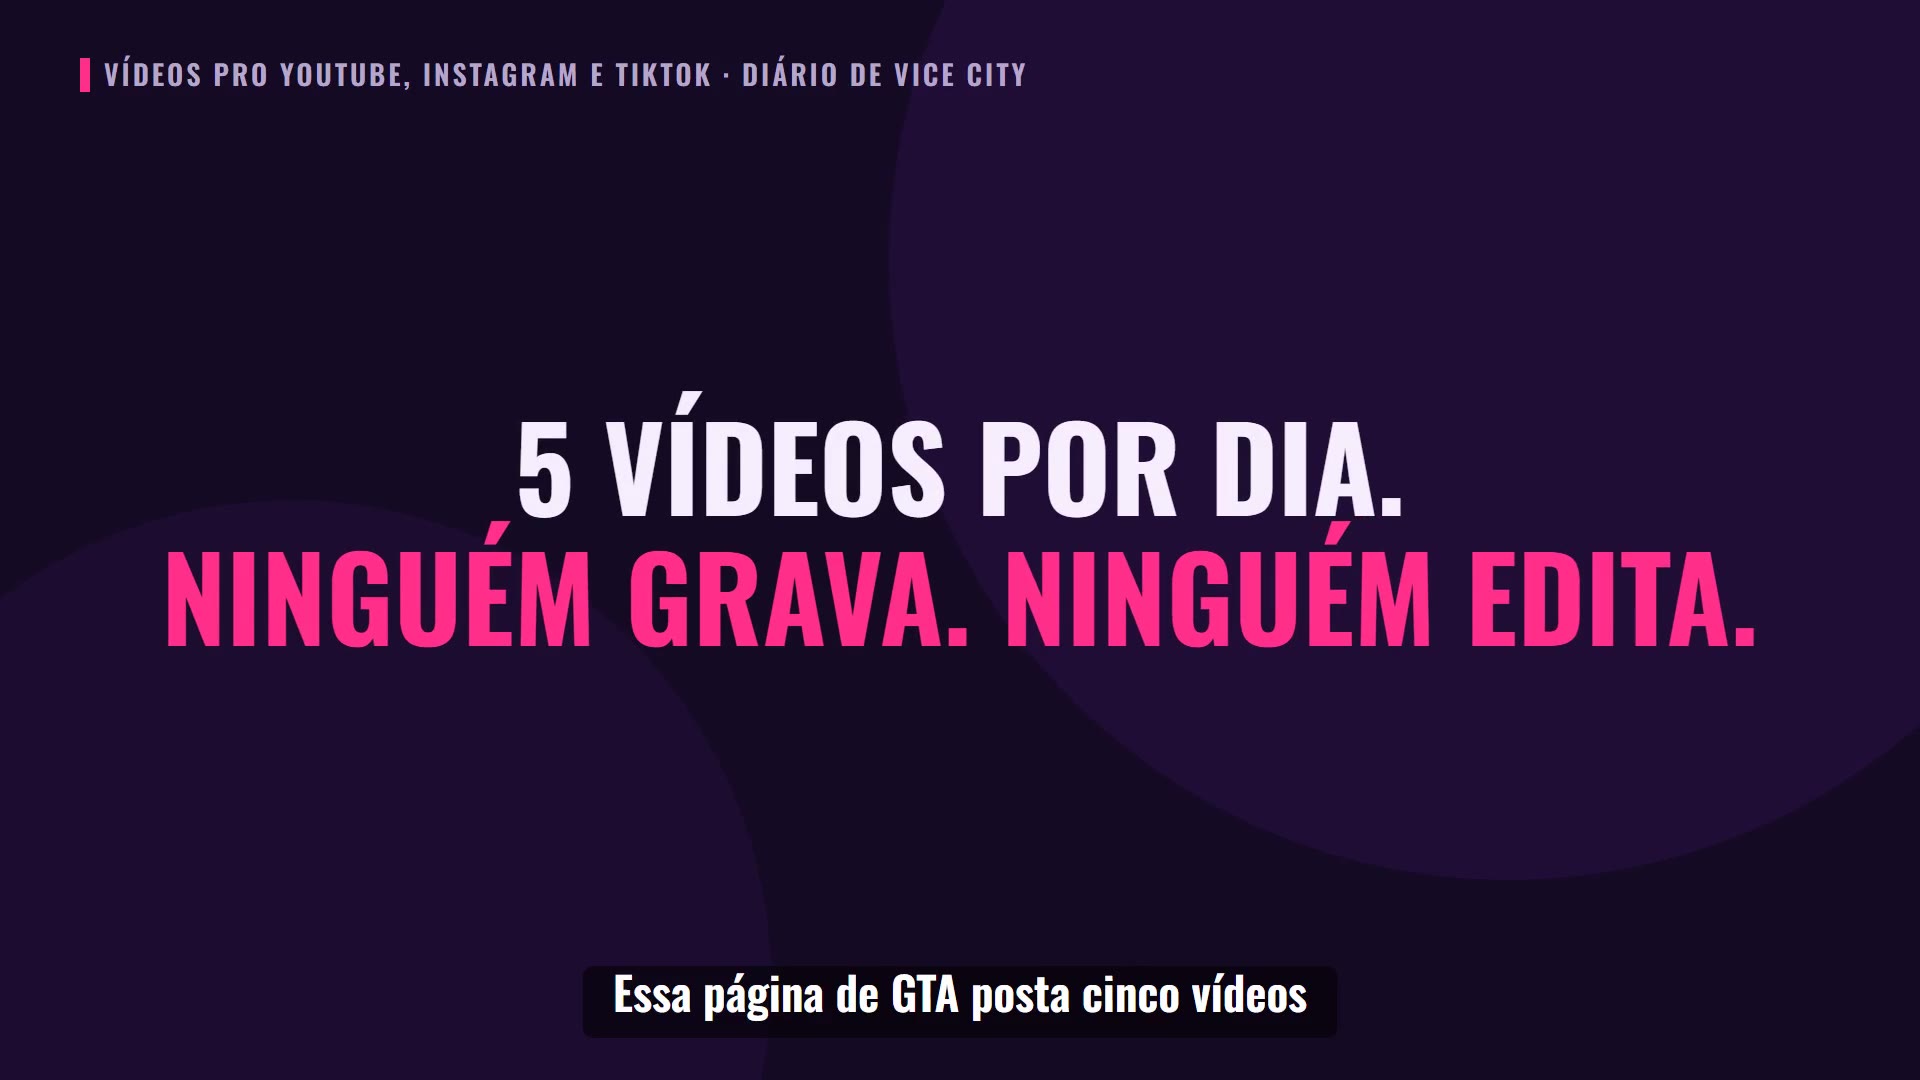 VÍDEOS PRO YOUTUBE, INSTAGRAM E TIKTOK · DIÁRIO DE VICE CITY
5 VÍDEOS POR DIA.
NINGUÉM GRAVA. NINGUÉM EDITA.
Essa página de GTA posta cinco vídeos